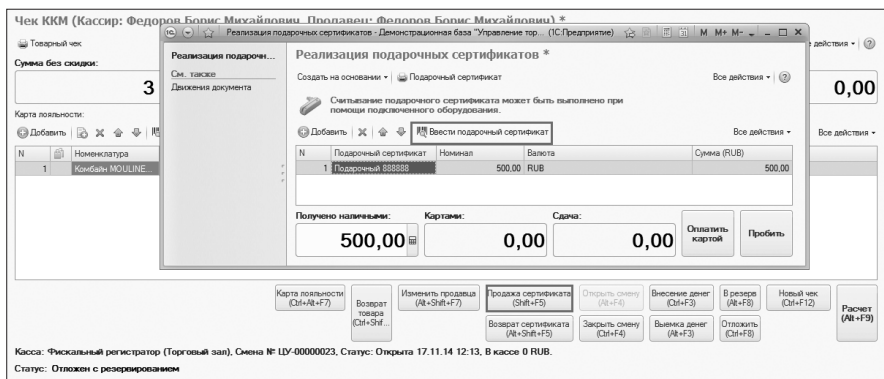 Чек ККМ (Кассир: Федоров Борис Михайлович, Продавец: Федоров Борис Михайлович) *
Реализация подарочных сертификатов - Демонстрационная база "Управление тор... (1С:Предприятие)
M M+ M-
Товарный чек
действия
Сумма без скидки:
3
0,00
Карта лояльности:
Добавить
Все действия
N Номенклатура
1 Комбайн MOULINE...
Реализация подарочн...
См. также
Движения документа
Реализация подарочных сертификатов *
Создать на основании Подарочный сертификат Все действия
Считывание подарочного сертификата может быть выполнено при
помощи подключенного оборудования.
Добавить Ввести подарочный сертификат Все действия
N Подарочный сертификат Номинал Валюта Сумма (RUB)
1 Подарочный 888888 500,00 RUB 500,00
Получено наличными: Картами: Сдача:
500,00 0,00 0,00
Оплатить
картой
Пробить
Карта лояльности
(Ctrl+Alt+F7)
Возврат
товара
(Ctrl+Shif...
Изменить продавца
(Alt+Shift+F7)
Продажа сертификата
(Shift+F5)
Открыть смену
(Alt+F4)
Внесение денег
(Ctrl+F3)
В резерв
(Alt+F8)
Новый чек
(Ctrl+F12)
Возврат сертификата
(Alt+Shift+F5)
Закрыть смену
(Ctrl+F4)
Выемка денег
(Alt+F3)
Отложить
(Ctrl+F8)
Расчет
(Alt+F9)
Касса: Фискальный регистратор (Торговый зал), Смена № ЦУ-00000023, Статус: Открыта 17.11.14 12:13, В кассе 0 RUB.
Статус: Отложен с резервированием